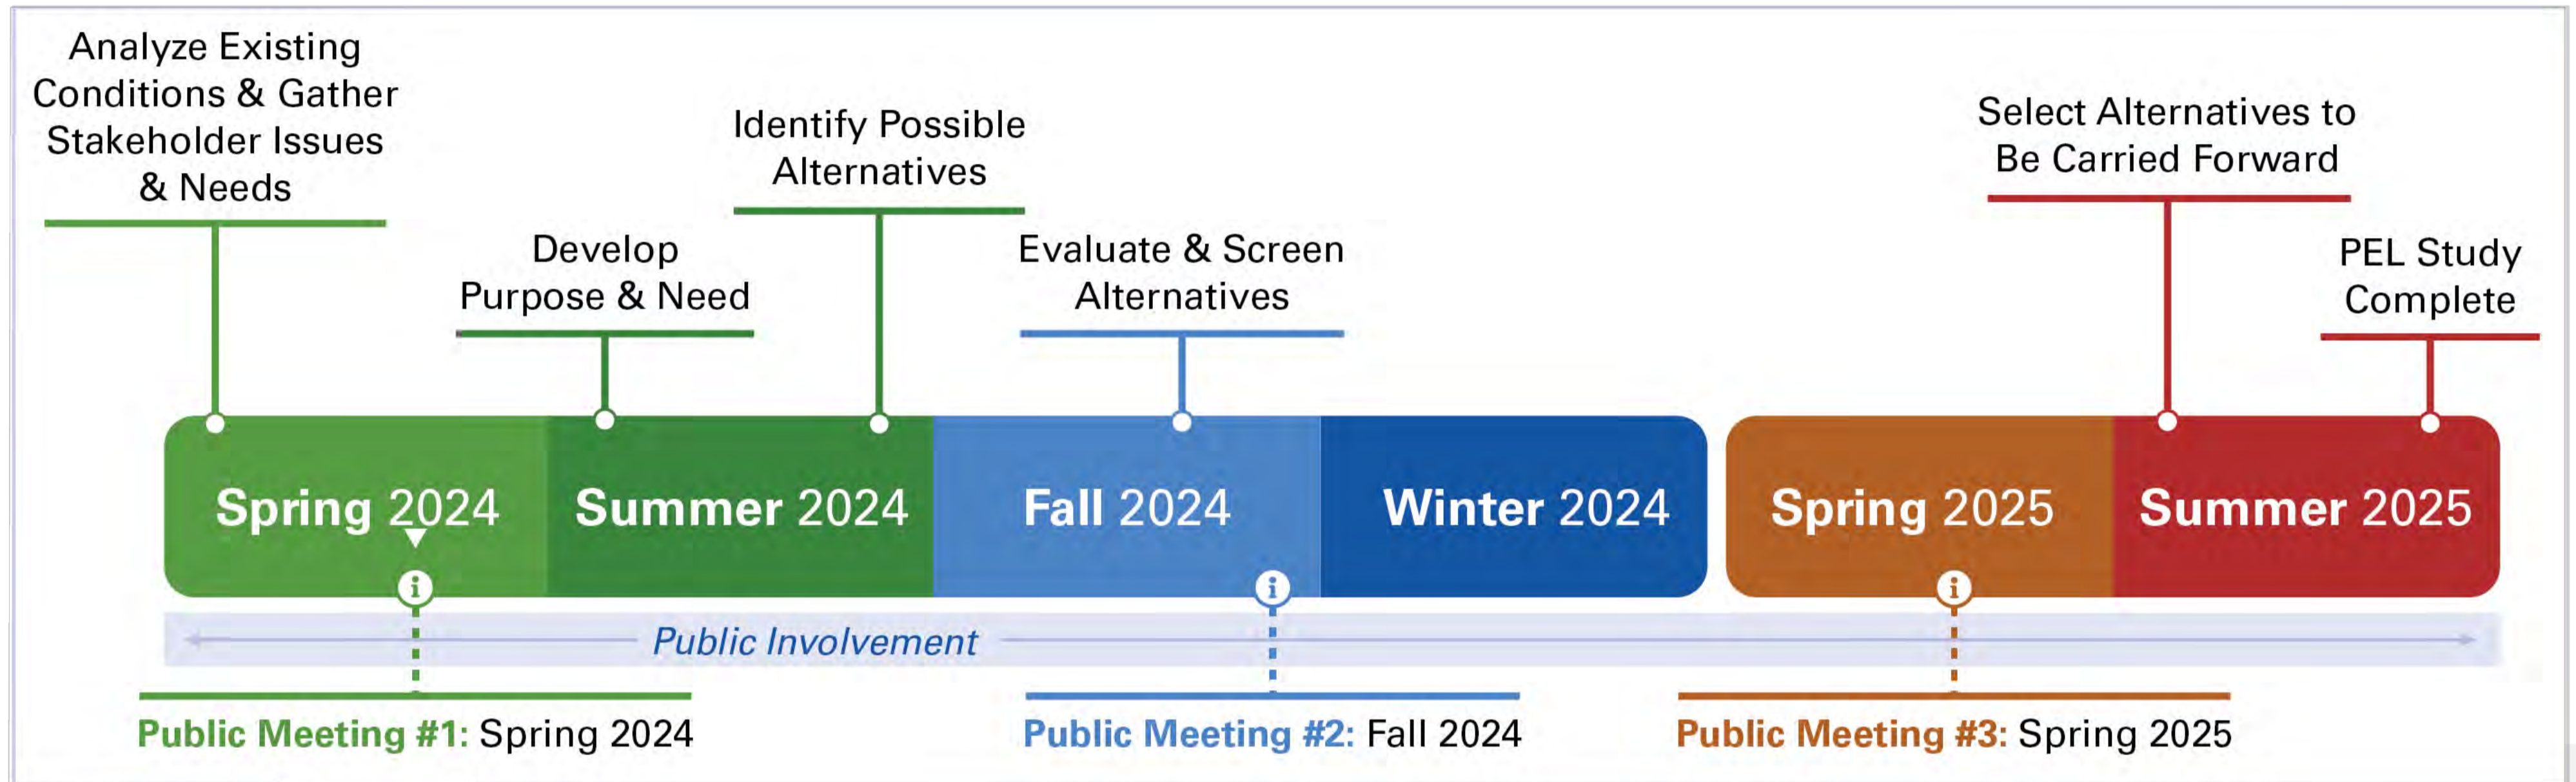 Analyze Existing
Conditions & Gather
Stakeholder Issues
& Needs
Develop
Purpose & Need
Identify Possible
Alternatives
Evaluate & Screen
Alternatives
Select Alternatives to
Be Carried Forward
PEL Study
Complete
Spring 2024
Summer 2024
Fall 2024
Winter 2024
Spring 2025
Summer 2025
i
i
i
Public Involvement
Public Meeting #1: Spring 2024
Public Meeting #2: Fall 2024
Public Meeting #3: Spring 2025